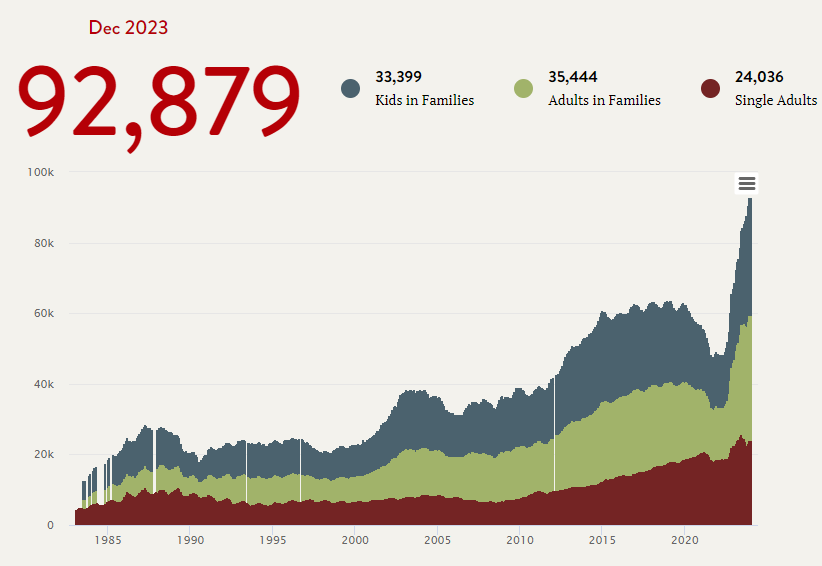 Dec 2023
92,879
33,399
Kids in Families
35,444
Adults in Families
24,036
Single Adults
100k
80k
60k
40k
20k
0
1985 1990 1995 2000 2005 2010 2015 2020